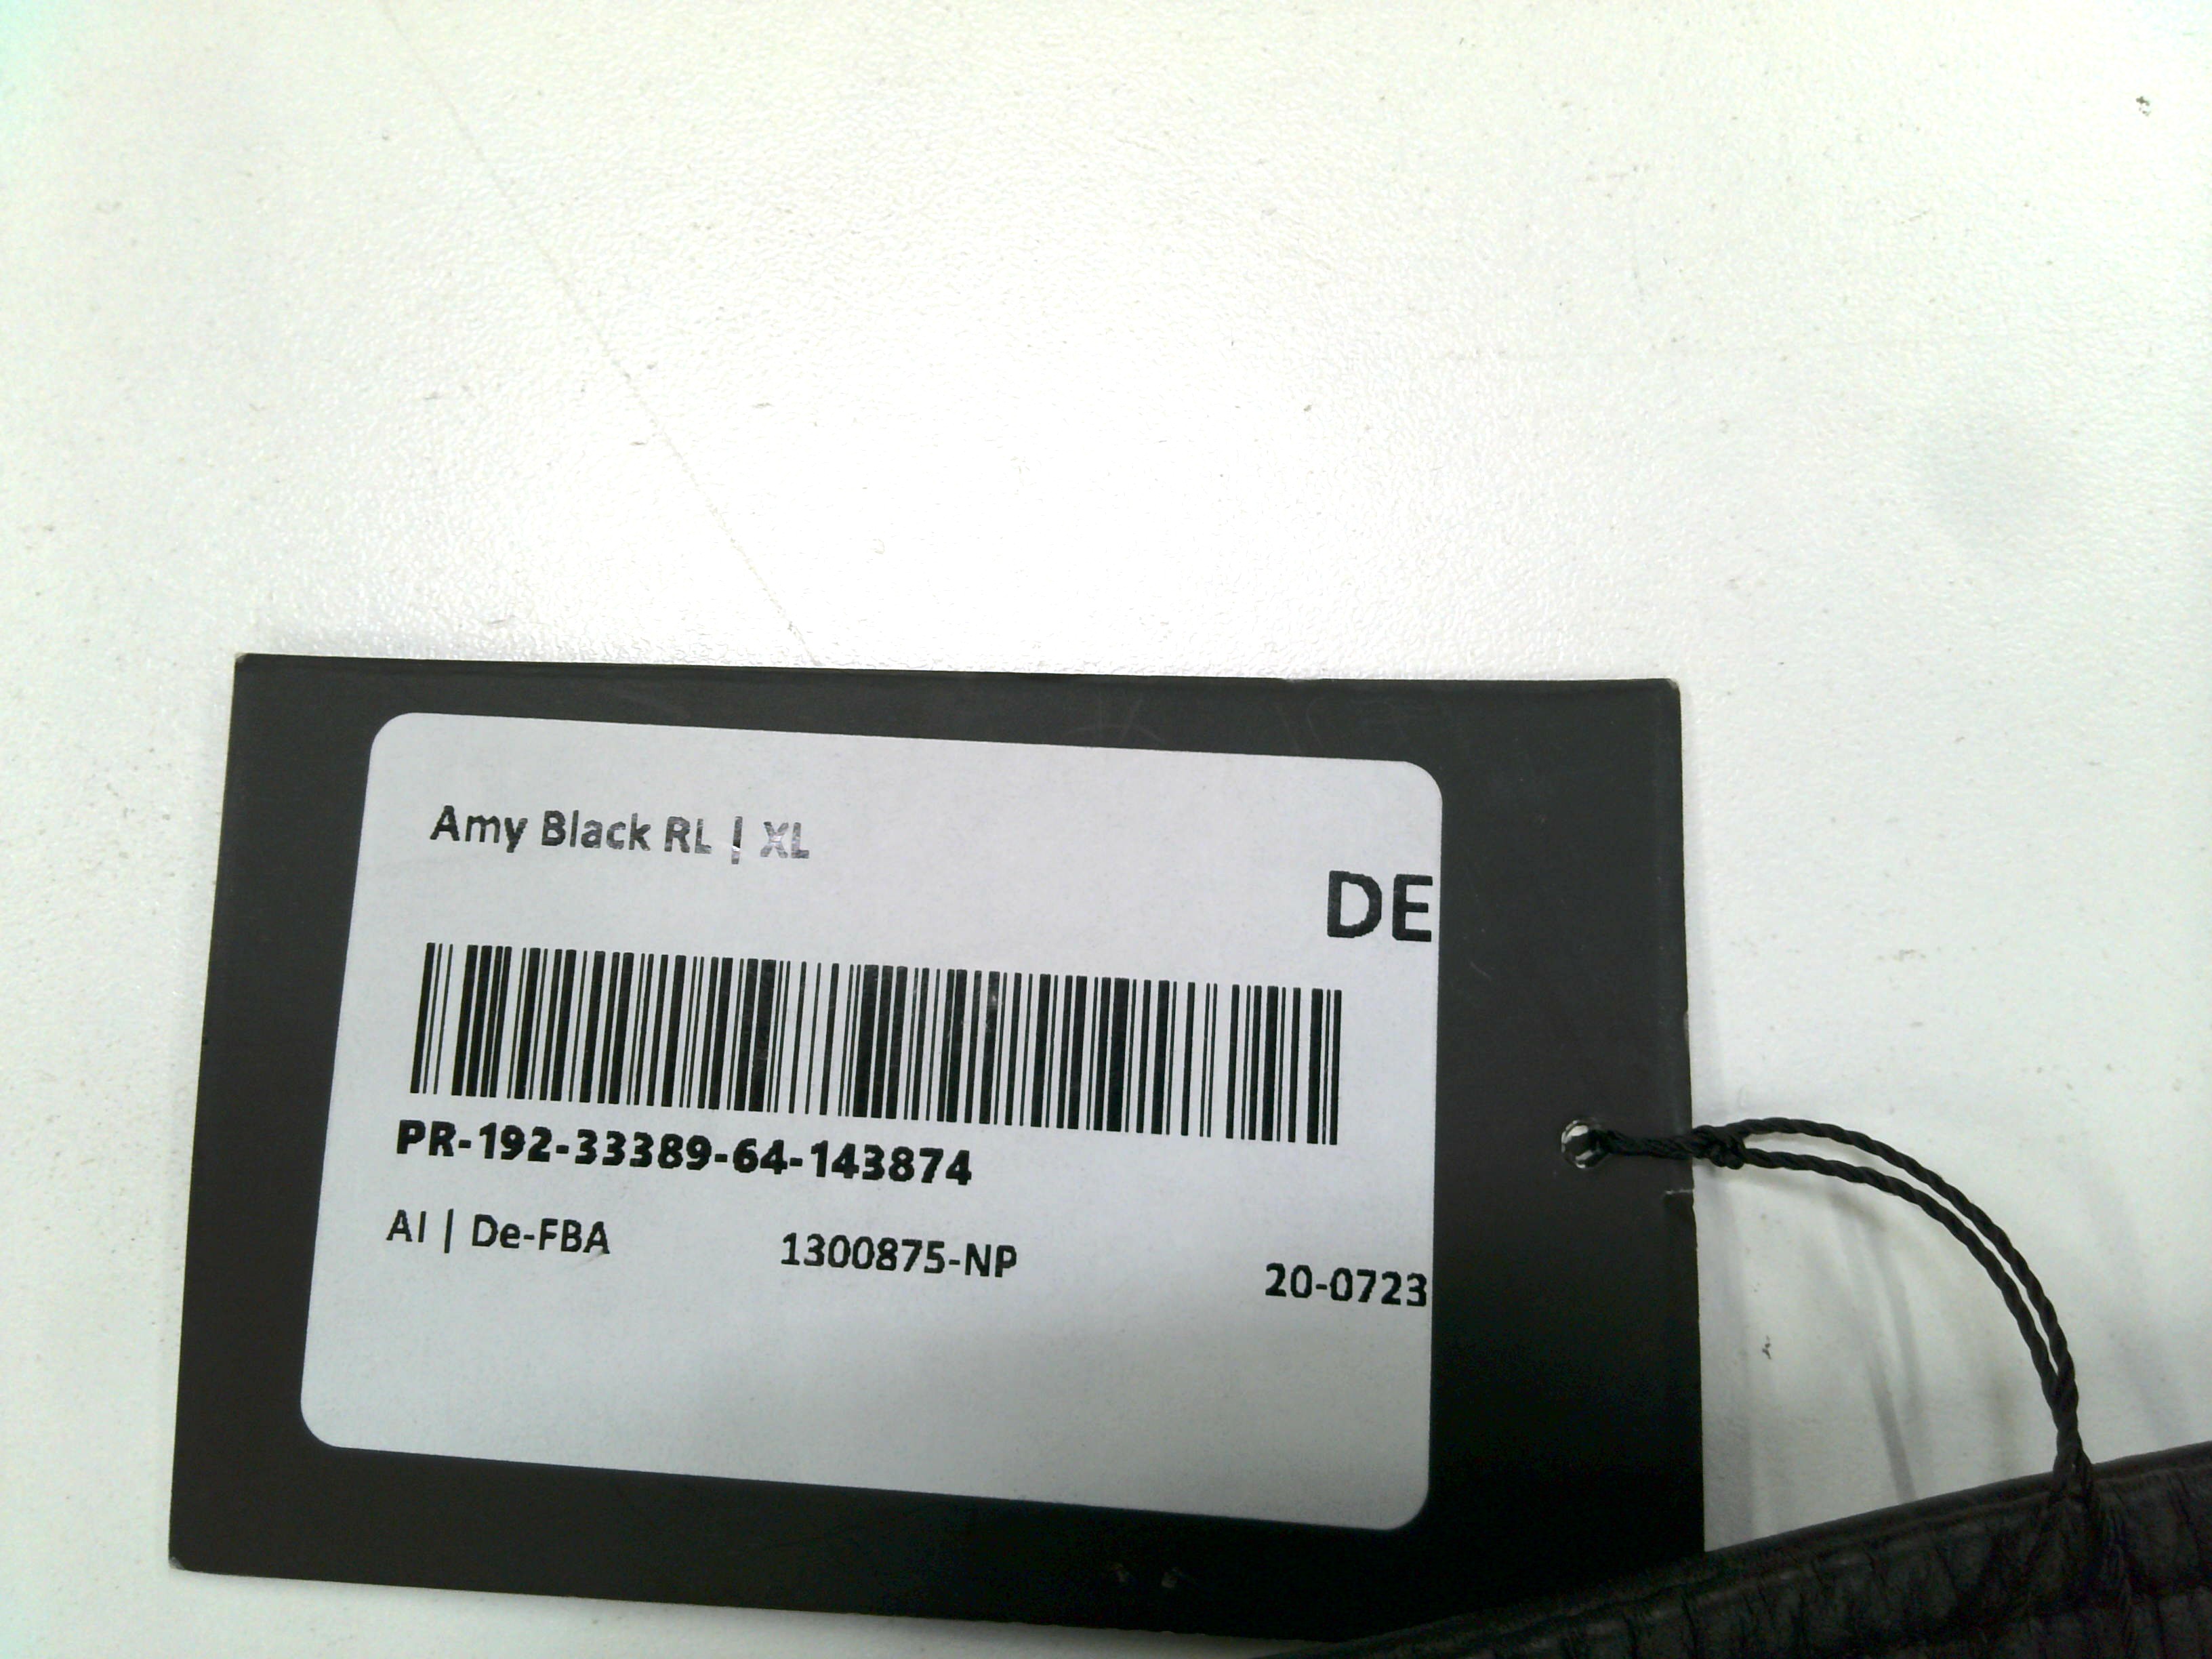 Amy Black RL | XL
DE
PR-192-33389-64-143874
AI | De-FBA 1300875-NP 20-0723